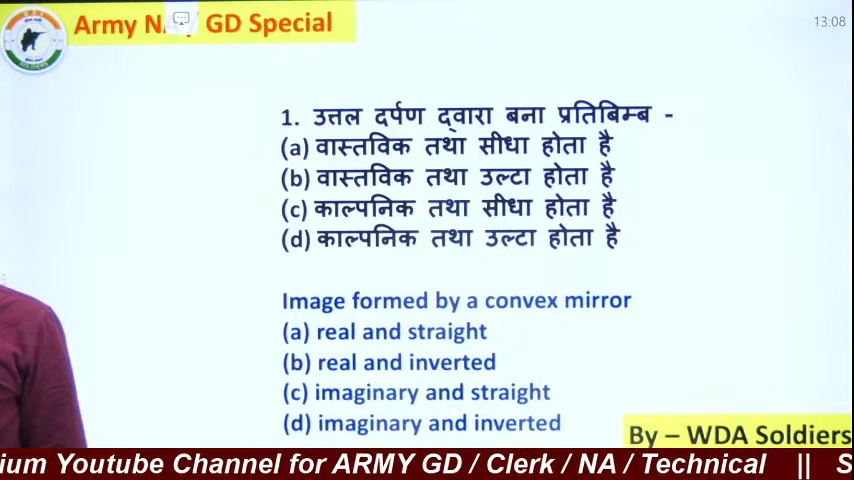 Army N GD Special
13:08
1. उत्तल दर्पण द्वारा बना प्रतिबिम्ब -
(a) वास्तविक तथा सीधा होता है
(b) वास्तविक तथा उल्टा होता है
(c) काल्पनिक तथा सीधा होता है
(d) काल्पनिक तथा उल्टा होता है
Image formed by a convex mirror
(a) real and straight
(b) real and inverted
(c) imaginary and straight
(d) imaginary and inverted
By – WDA Soldiers
ium Youtube Channel for ARMY GD / Clerk / NA / Technical || S